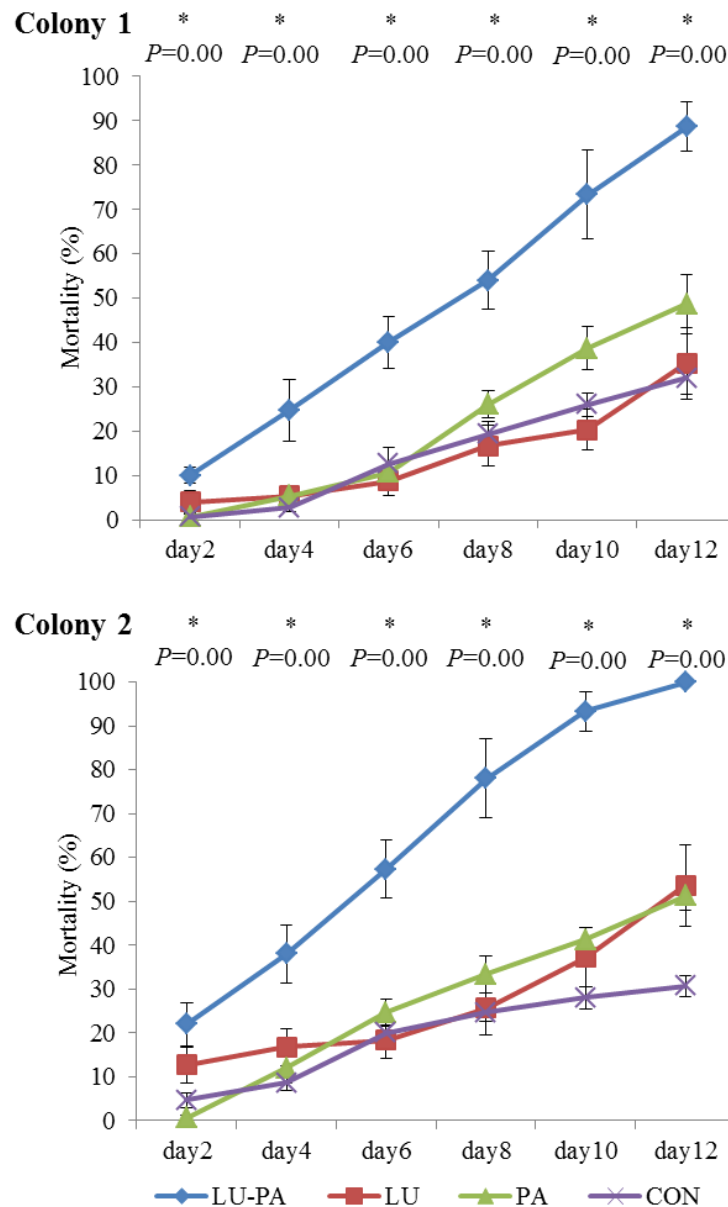 Colony 1
* * * * * *
P=0.00 P=0.00 P=0.00 P=0.00 P=0.00 P=0.00
Mortality (%)
100
90
80
70
60
50
40
30
20
10
0
day2 day4 day6 day8 day10 day12
Colony 2
* * * * * *
P=0.00 P=0.00 P=0.00 P=0.00 P=0.00 P=0.00
Mortality (%)
100
90
80
70
60
50
40
30
20
10
0
day2 day4 day6 day8 day10 day12
LU-PA LU PA CON